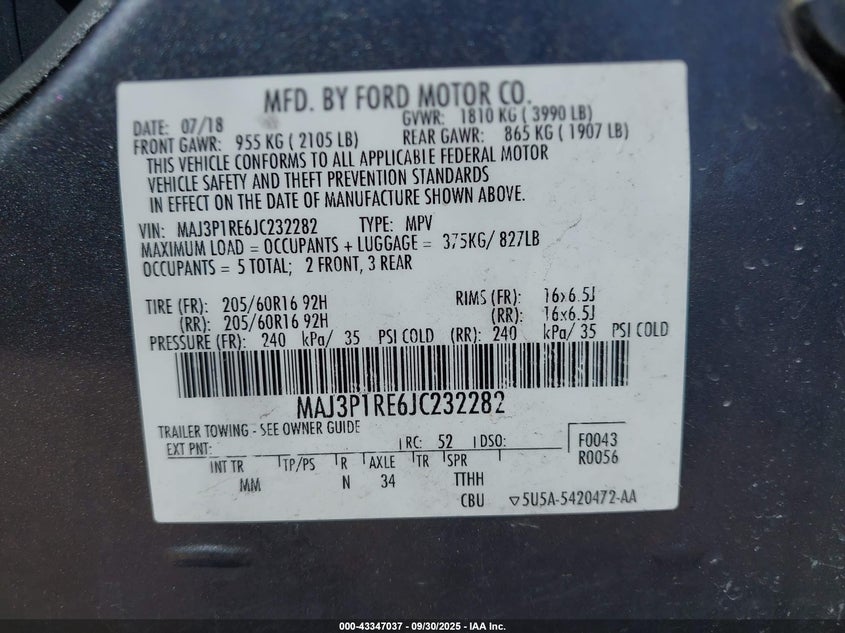 MFD. BY FORD MOTOR CO.
DATE: 07/18 GVWR: 1810 KG ( 3990 LB)
FRONT GAWR: 955 KG ( 2105 LB) REAR GAWR: 865 KG ( 1907 LB)
THIS VEHICLE CONFORMS TO ALL APPLICABLE FEDERAL MOTOR
VEHICLE SAFETY AND THEFT PREVENTION STANDARDS
IN EFFECT ON THE DATE OF MANUFACTURE SHOWN ABOVE.
VIN: MAJ3P1RE6JC232282 TYPE: MPV
MAXIMUM LOAD = OCCUPANTS + LUGGAGE = 375KG/ 827LB
OCCUPANTS = 5 TOTAL; 2 FRONT, 3 REAR
TIRE (FR): 205/60R16 92H RIMS (FR): 16x6.5J
(RR): 205/60R16 92H (RR): 16x6.5J
PRESSURE (FR): 240 kPa/ 35 PSI COLD (RR): 240 kPa/ 35 PSI COLD
MAJ3P1RE6JC232282
TRAILER TOWING - SEE OWNER GUIDE
EXT PNT: RC: 52 DSO: F0043
R0056
INT TR TP/PS R AXLE TR SPR
MM N 34 TTHH
CBU 5U5A-5420472-AA
000-43347037 - 09/30/2025 - IAA Inc.